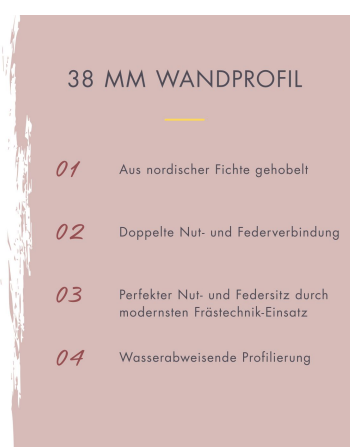 38 MM WANDPROFIL
01 Aus nordischer Fichte gehobelt
02 Doppelte Nut- und Federverbindung
03 Perfekter Nut- und Federsitz durch
modernsten Frästechnik-Einsatz
04 Wasserabweisende Profilierung